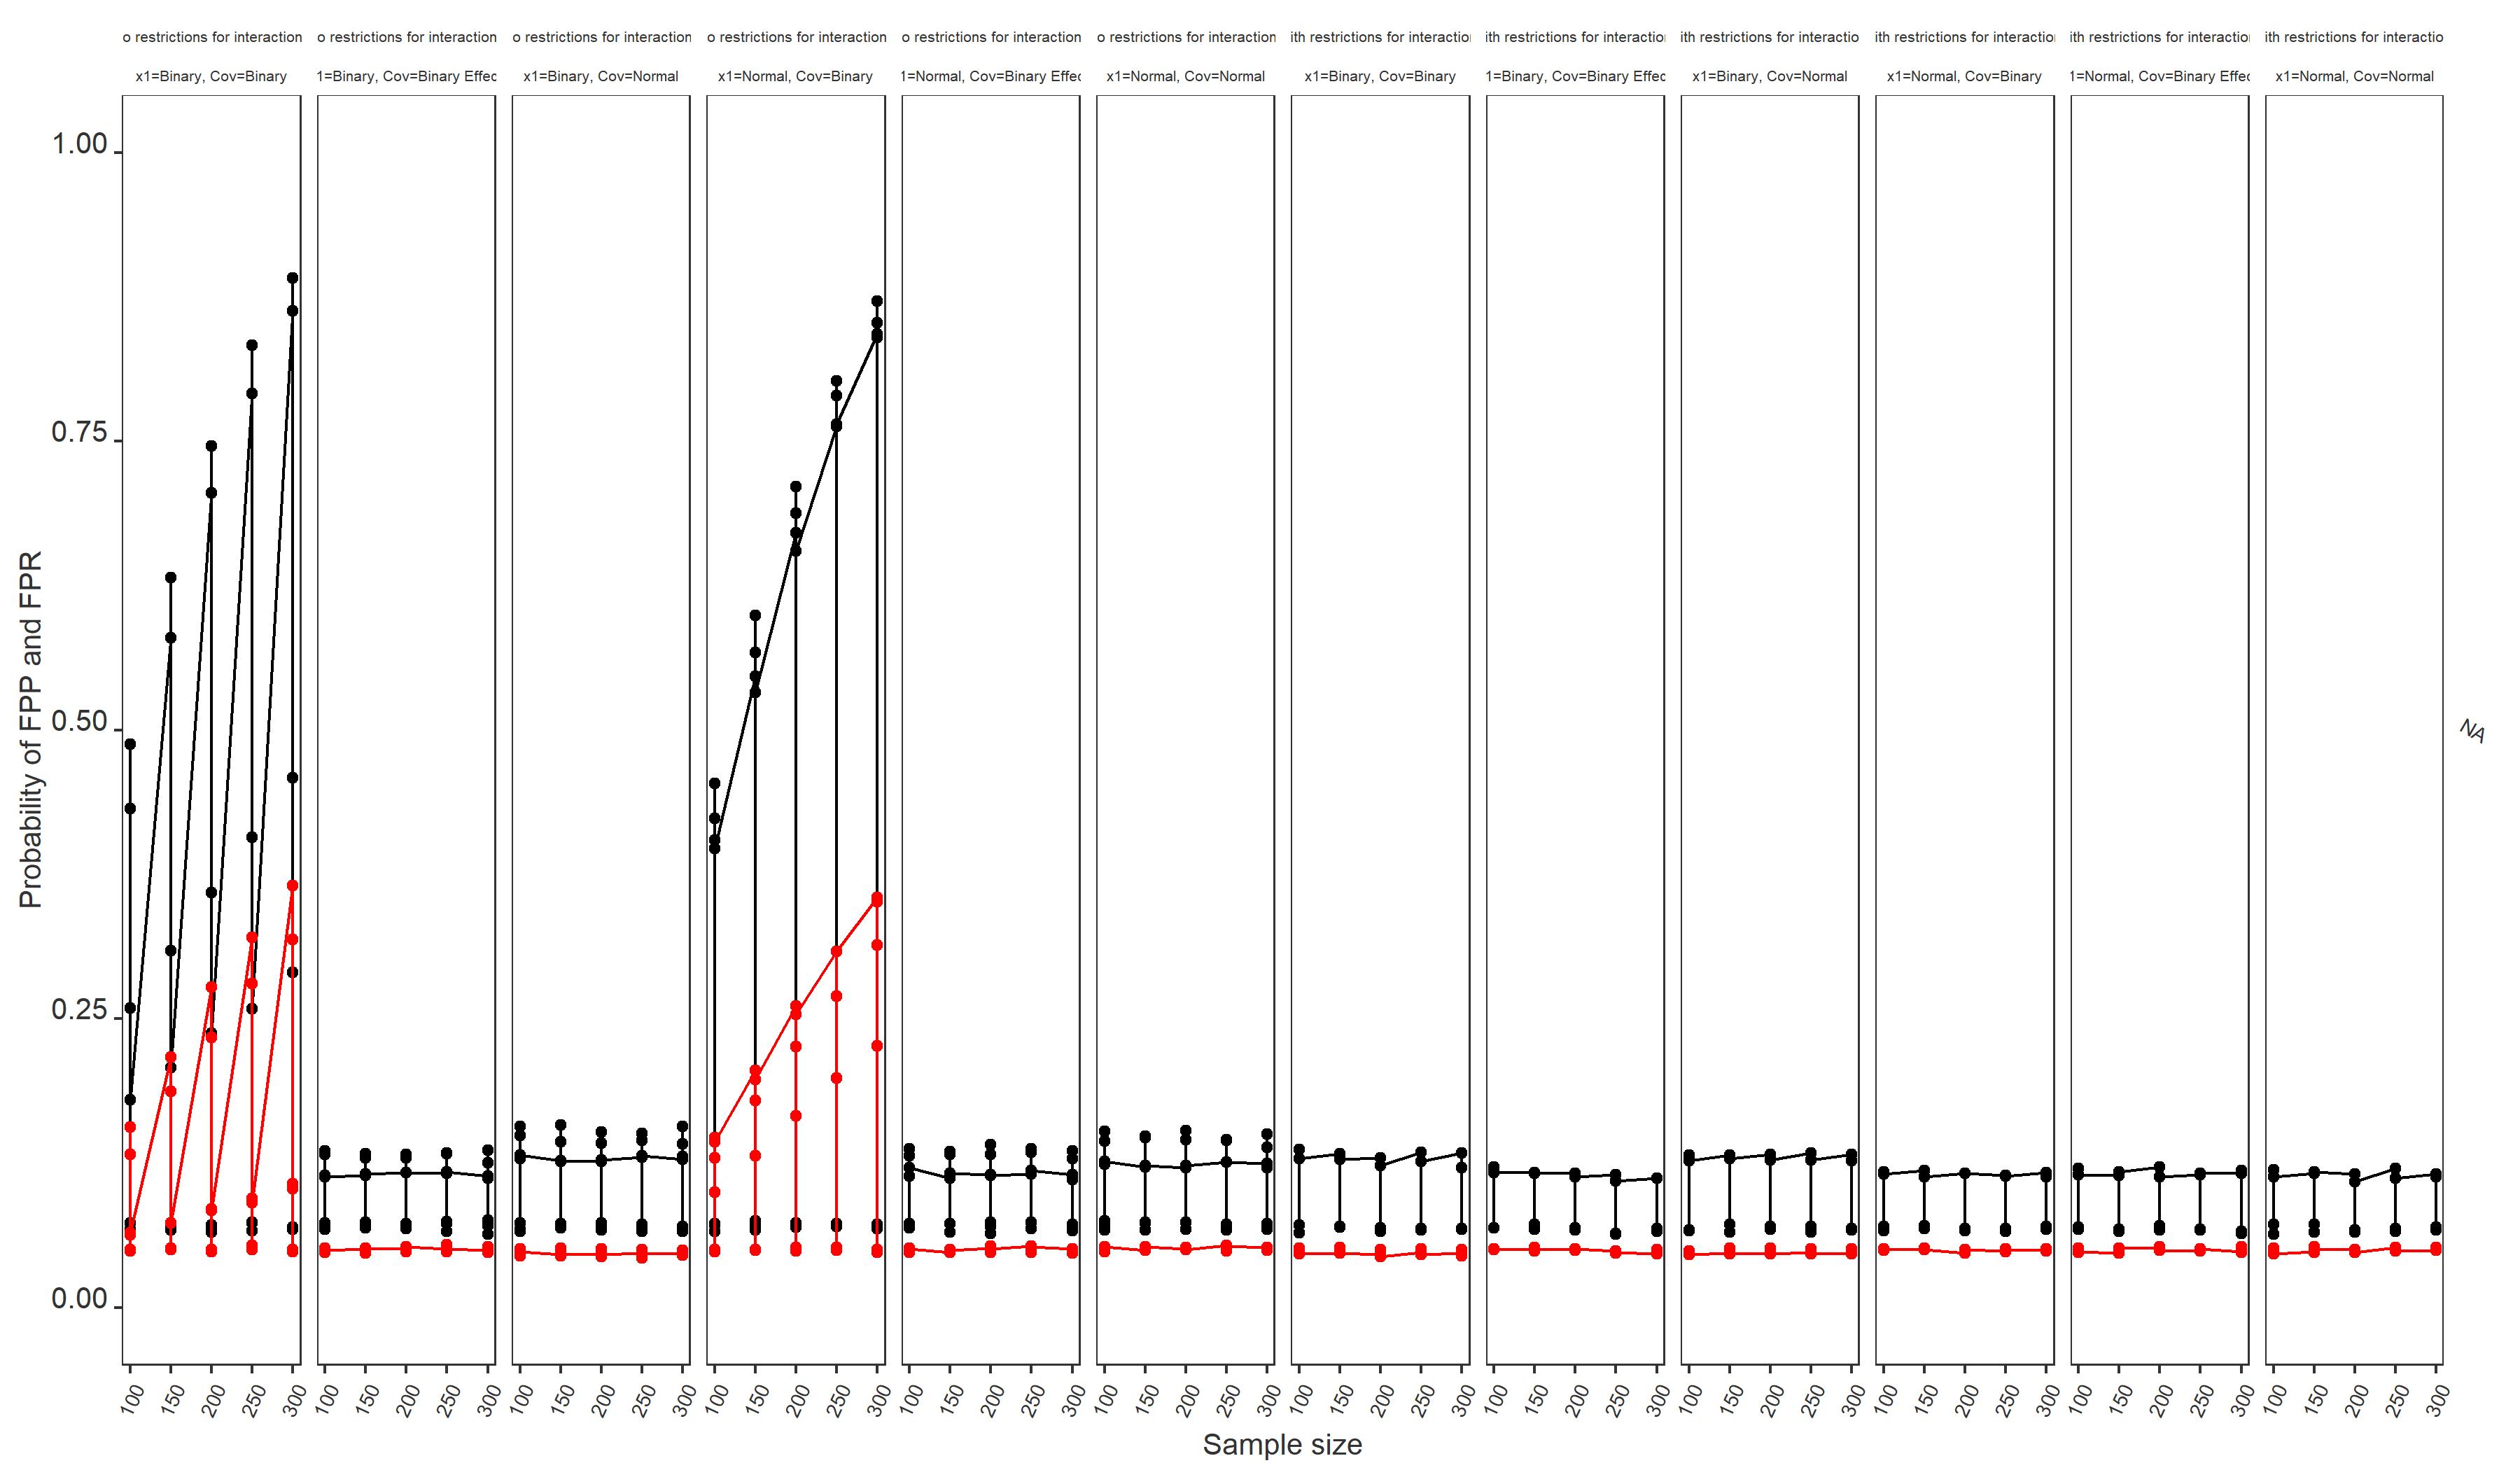 o restrictions for interaction o restrictions for interaction o restrictions for interaction o restrictions for interaction o restrictions for interaction o restrictions for interaction ith restrictions for interactio ith restrictions for interactio ith restrictions for interactio ith restrictions for interactio ith restrictions for interactio ith restrictions for interactio
x1=Binary, Cov=Binary 1=Binary, Cov=Binary Effec x1=Binary, Cov=Normal x1=Normal, Cov=Binary 1=Normal, Cov=Binary Effec x1=Normal, Cov=Normal x1=Binary, Cov=Binary 1=Binary, Cov=Binary Effec x1=Binary, Cov=Normal x1=Normal, Cov=Binary 1=Normal, Cov=Binary Effec x1=Normal, Cov=Normal
1.00
0.75
0.50
0.25
0.00
Probability of FPP and FPR
NA
100 150 200 250 300 100 150 200 250 300 100 150 200 250 300 100 150 200 250 300 100 150 200 250 300 100 150 200 250 300 100 150 200 250 300 100 150 200 250 300 100 150 200 250 300 100 150 200 250 300 100 150 200 250 300 100 150 200 250 300
Sample size